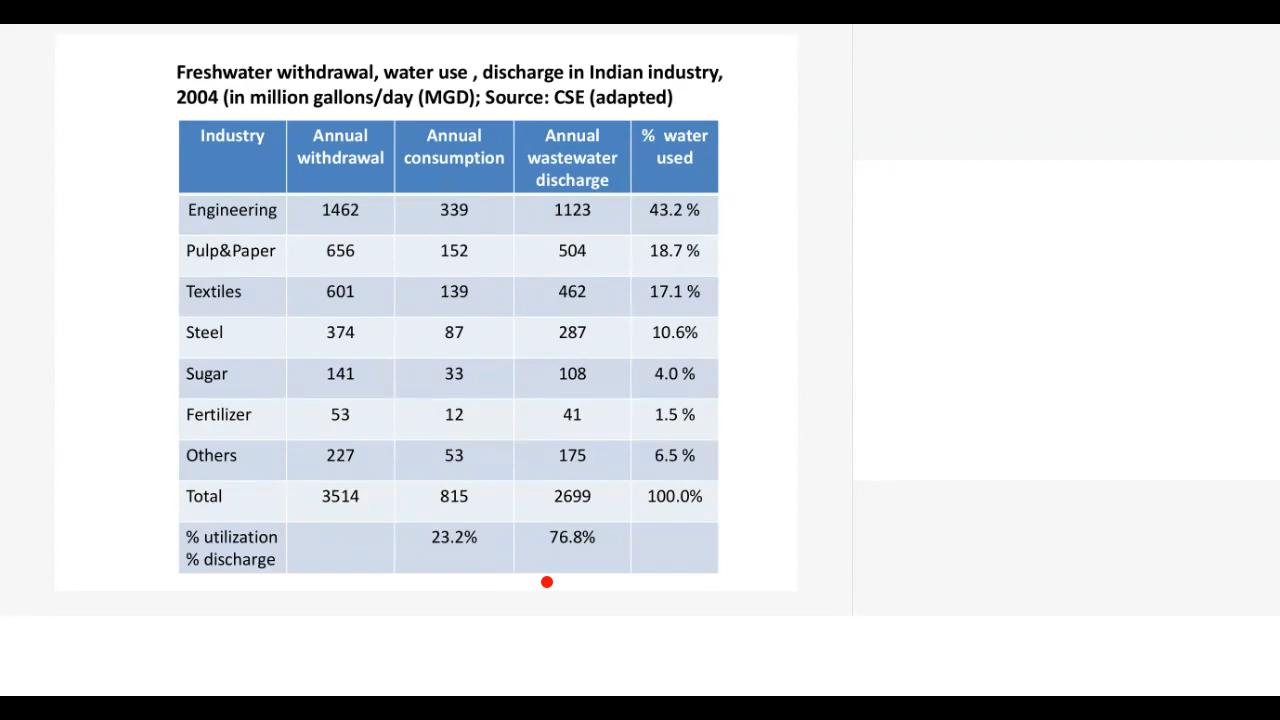 Freshwater withdrawal, water use , discharge in Indian industry,
2004 (in million gallons/day (MGD); Source: CSE (adapted)
Industry Annual withdrawal Annual consumption Annual wastewater discharge % water used
Engineering 1462 339 1123 43.2 %
Pulp&Paper 656 152 504 18.7 %
Textiles 601 139 462 17.1 %
Steel 374 87 287 10.6%
Sugar 141 33 108 4.0 %
Fertilizer 53 12 41 1.5 %
Others 227 53 175 6.5 %
Total 3514 815 2699 100.0%
% utilization 23.2% 76.8%
% discharge